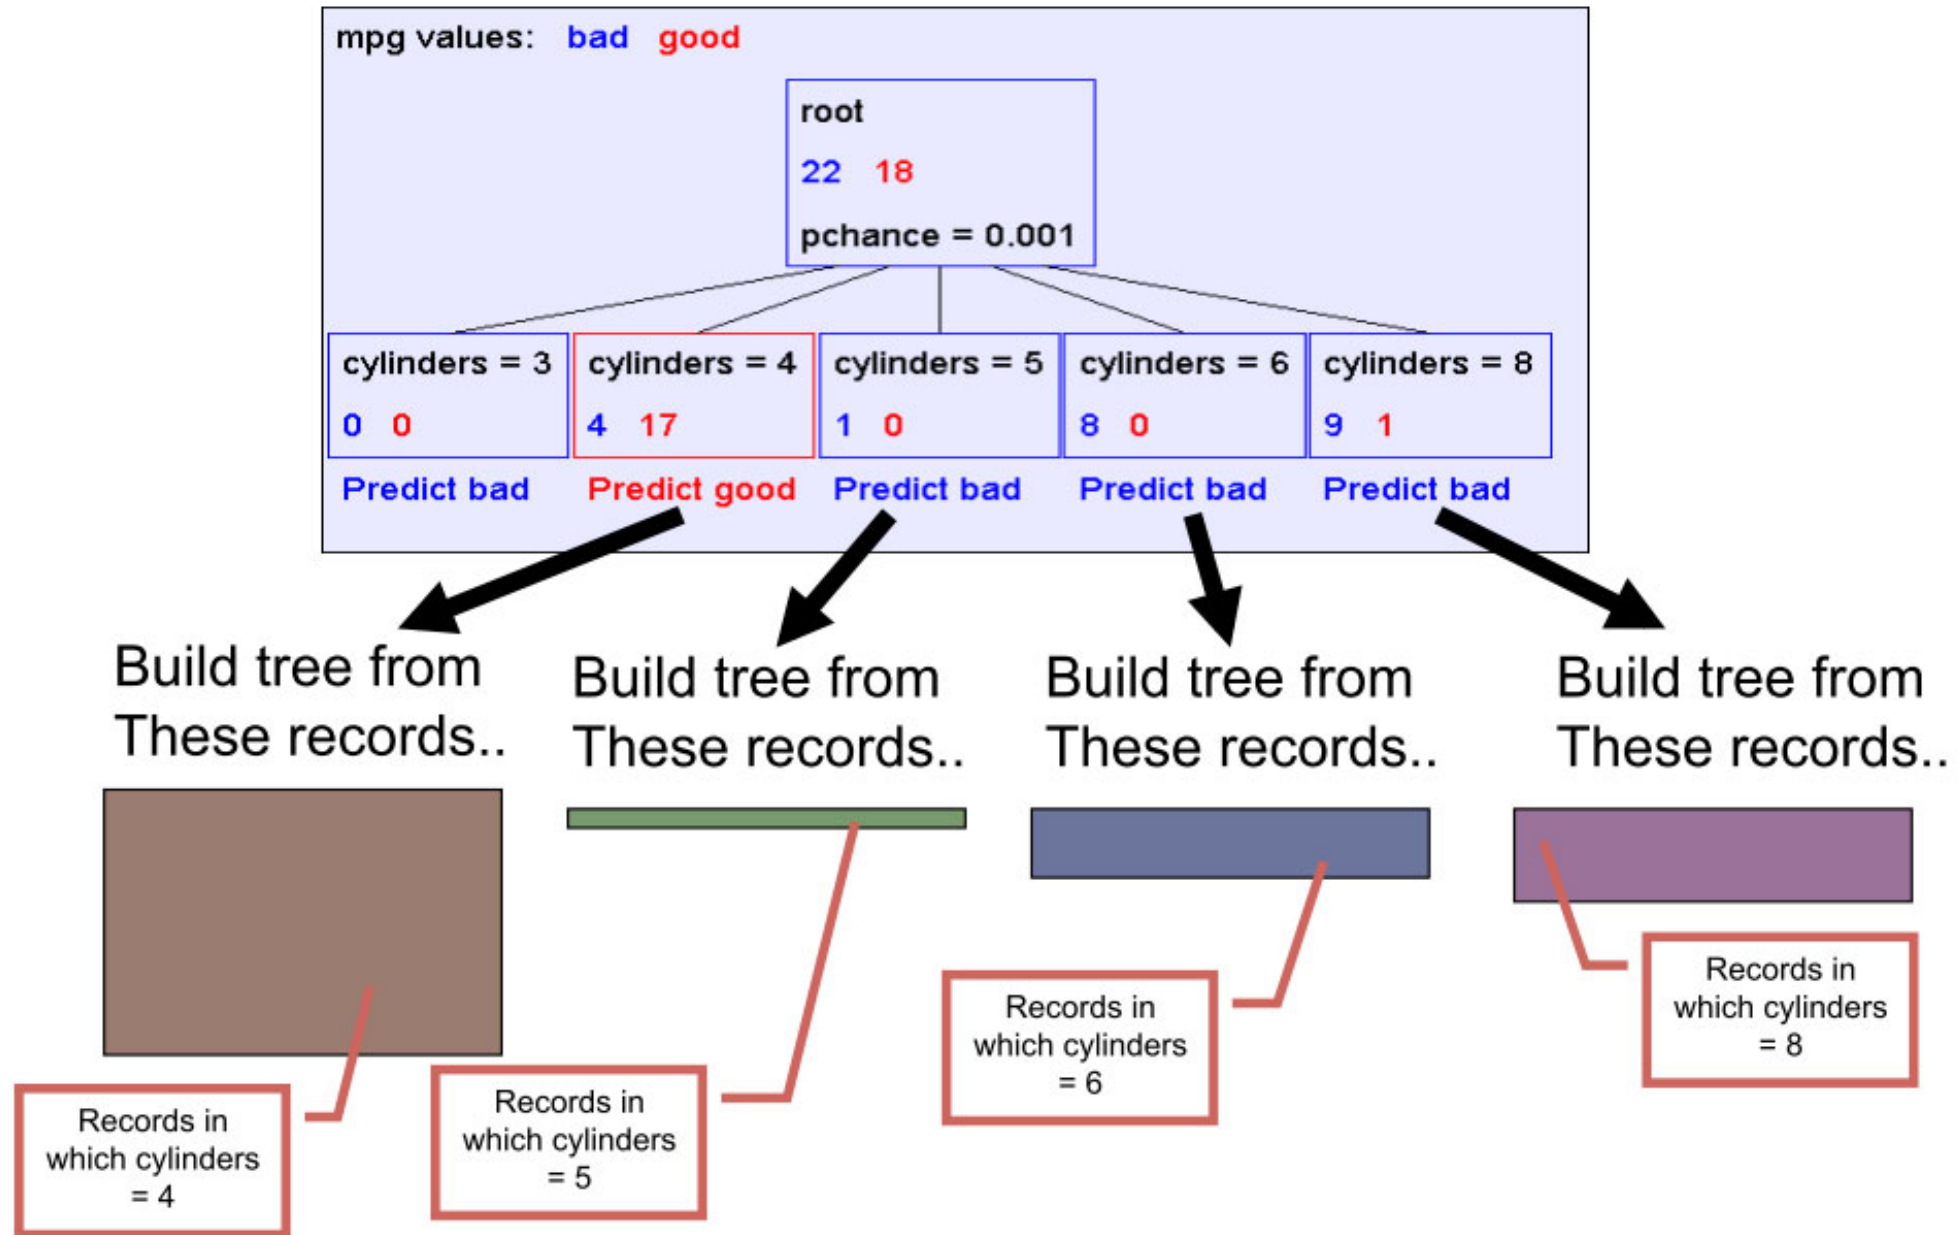 mpg values: bad good
root
22 18
pchance = 0.001
cylinders = 3
0 0
Predict bad
cylinders = 4
4 17
Predict good
cylinders = 5
1 0
Predict bad
cylinders = 6
8 0
Predict bad
cylinders = 8
9 1
Predict bad
Build tree from
These records..
Build tree from
These records..
Build tree from
These records..
Build tree from
These records..
Records in
which cylinders
= 4
Records in
which cylinders
= 5
Records in
which cylinders
= 6
Records in
which cylinders
= 8